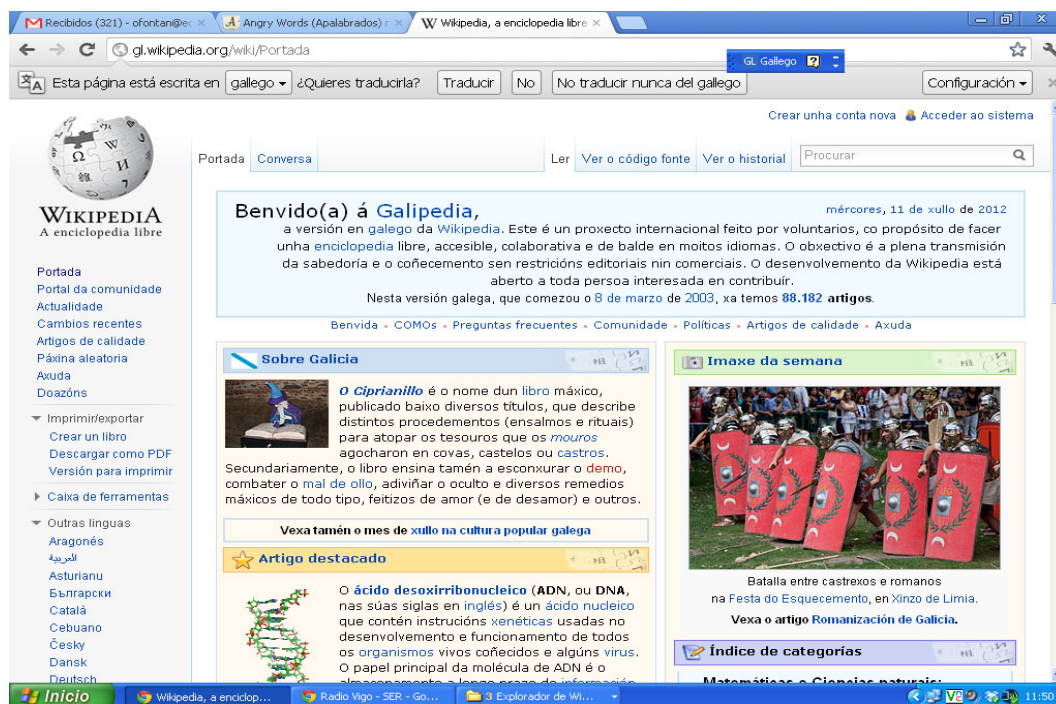 Recibidos (321) - ofontan@ec
Angry Words (Apalabrados) r
Wikipedia, a enciclopedia libre
gl.wikipedia.org/wiki/Portada
GL Gallego
Esta página está escrita en gallego ¿Quieres traducirla? Traducir No No traducir nunca del gallego Configuración
Crear unha conta nova Acceder ao sistema
Portada Conversa Ler Ver o código fonte Ver o historial Procurar
WIKIPEDIA
A enciclopedia libre
Portada
Portal da comunidade
Actualidade
Cambios recentes
Artigos de calidade
Páxina aleatoria
Axuda
Doazóns
Imprimir/exportar
Crear un libro
Descargar como PDF
Versión para imprimir
Caixa de ferramentas
Outras linguas
Aragonés
العربية
Asturianu
Български
Català
Cebuano
Česky
Dansk
Deutsch
Benvido(a) á Galipedia,
mércores, 11 de xullo de 2012
a versión en galego da Wikipedia. Este é un proxecto internacional feito por voluntarios, co propósito de facer
unha enciclopedia libre, accesible, colaborativa e de balde en moitos idiomas. O obxectivo é a plena transmisión
da sabedoría e o coñecemento sen restricións editoriais nin comerciais. O desenvolvemento da Wikipedia está
aberto a toda persoa interesada en contribuír.
Nesta versión galega, que comezou o 8 de marzo de 2003, xa temos 88.182 artigos.
Benvida • COMOs • Preguntas frecuentes • Comunidade • Políticas • Artigos de calidade • Axuda
Sobre Galicia
O Ciprianillo é o nome dun libro máxico,
publicado baixo diversos títulos, que describe
distintos procedementos (ensalmos e rituais)
para atopar os tesouros que os mouros
agocharon en covas, castelos ou castros.
Secundariamente, o libro ensina tamén a esconxurar o demo,
combater o mal de ollo, adiviñar o oculto e diversos remedios
máxicos de todo tipo, feitizos de amor (e de desamor) e outros.
Vexa tamén o mes de xullo na cultura popular galega
Artigo destacado
O ácido desoxirribonucleico (ADN, ou DNA,
nas súas siglas en inglés) é un ácido nucleico
que contén instrucións xenéticas usadas no
desenvolvemento e funcionamento de todos
os organismos vivos coñecidos e algúns virus.
O papel principal da molécula de ADN é o
almacenamento a longo prazo de información
Imaxe da semana
Batalla entre castrexos e romanos
na Festa do Esquecemento, en Xinzo de Limia.
Vexa o artigo Romanización de Galicia.
Índice de categorías
Matemáticas e Ciencias naturais:
Inicio
Wikipedia, a enciclop...
Radio Vigo - SER - Go...
3 Explorador de Wi...
11:50